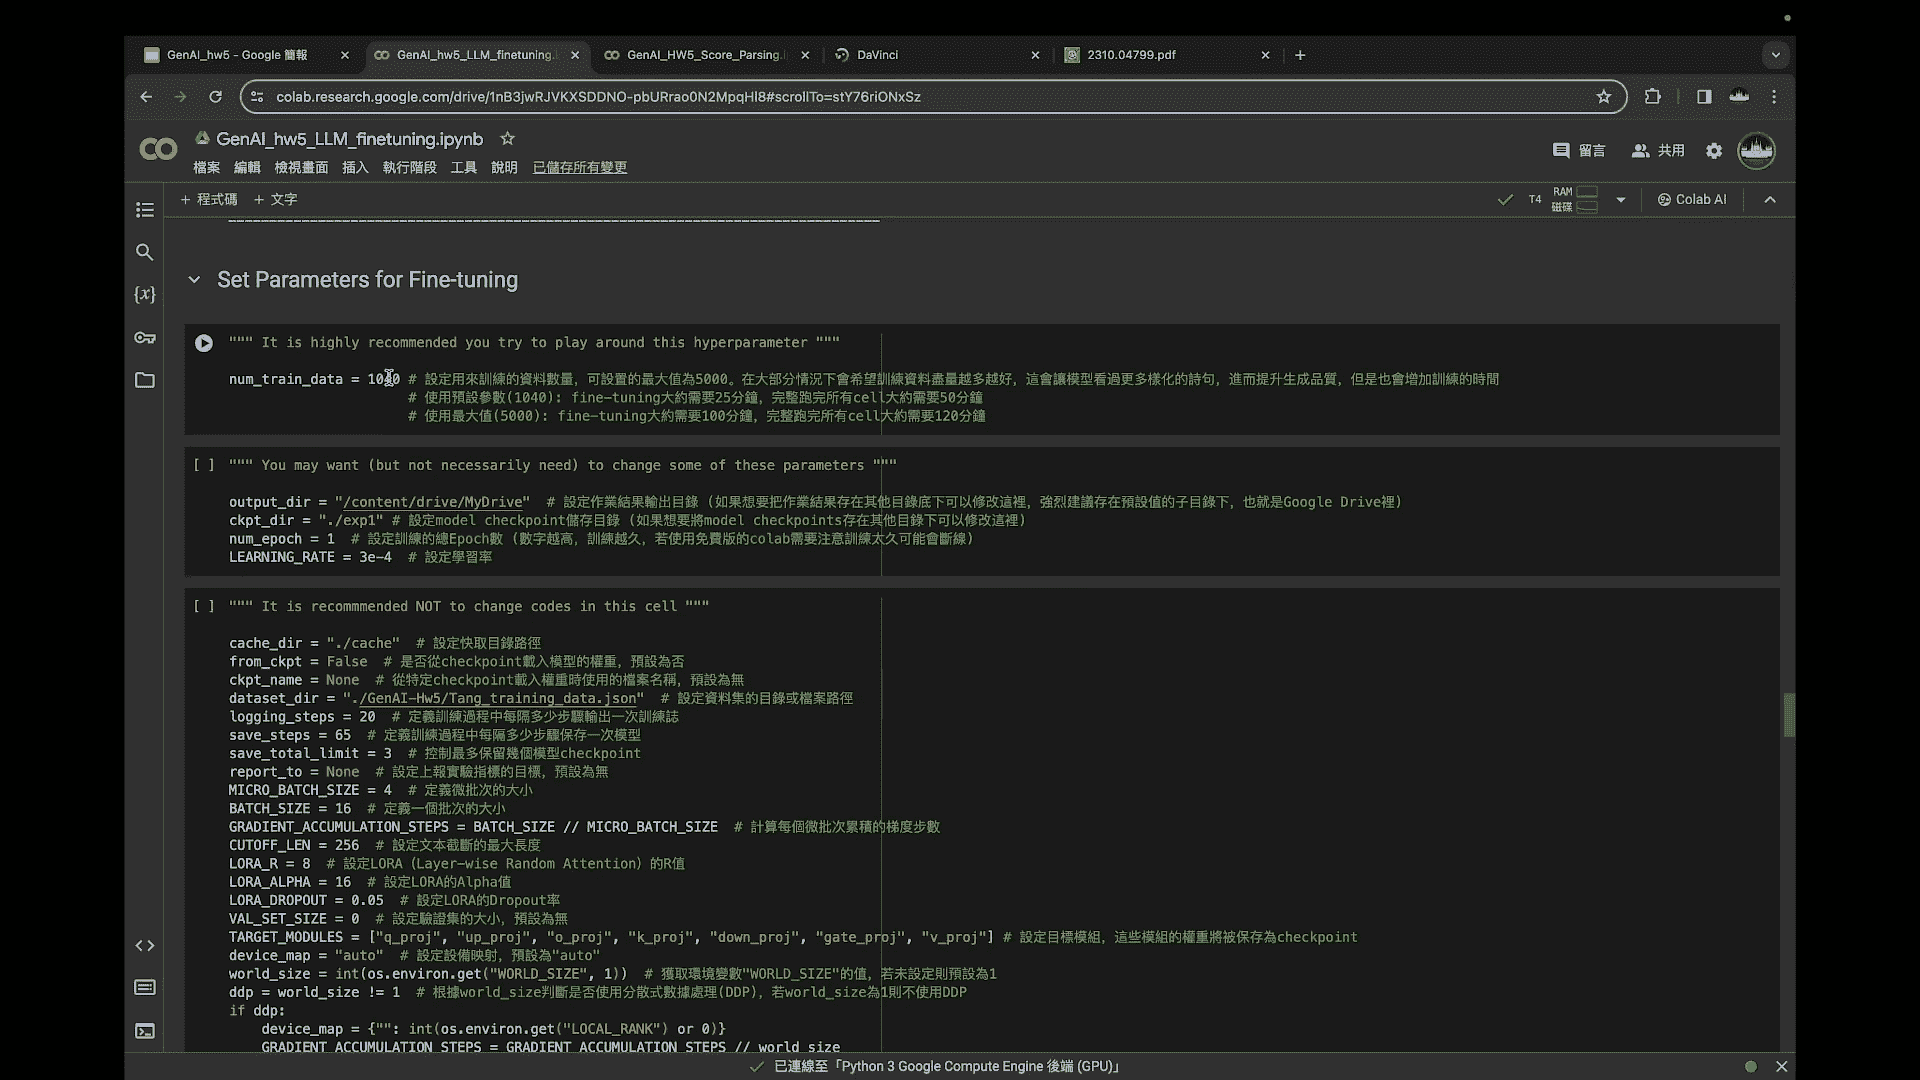 GenAI_hw5 - Google 簡報
GenAI_hw5_LLM_finetuning.
GenAI_HW5_Score_Parsing.
DaVinci
2310.04799.pdf
colab.research.google.com/drive/1nB3jwRJVKXSDDNO-pbURrao0N2MpqHl8#scrollTo=stY76riONxSz
GenAI_hw5_LLM_finetuning.ipynb
留言
共用
檔案 編輯 檢視畫面 插入 執行階段 工具 說明 已儲存所有變更
+ 程式碼 + 文字
T4
RAM
磁碟
Colab AI
Set Parameters for Fine-tuning
""" It is highly recommended you try to play around this hyperparameter """
num_train_data = 1040 # 設定用來訓練的資料數量，可設置的最大值為5000。在大部分情況下會希望訓練資料盡量越多越好，這會讓模型看過更多樣化的詩句，進而提升生成品質，但是也會增加訓練的時間
# 使用預設參數(1040): fine-tuning大約需要25分鐘，完整跑完所有cell大約需要50分鐘
# 使用最大值(5000): fine-tuning大約需要100分鐘，完整跑完所有cell大約需要120分鐘
[ ] """ You may want (but not necessarily need) to change some of these parameters """
output_dir = "/content/drive/MyDrive" # 設定作業結果輸出目錄 (如果想要把作業結果存在其他目錄底下可以修改這裡，強烈建議存在預設值的子目錄下，也就是Google Drive裡)
ckpt_dir = "./exp1" # 設定model checkpoint儲存目錄 (如果想要將model checkpoints存在其他目錄下可以修改這裡)
num_epoch = 1 # 設定訓練的總Epoch數 (數字越高，訓練越久，若使用免費版的colab需要注意訓練太久可能會斷線)
LEARNING_RATE = 3e-4 # 設定學習率
[ ] """ It is recommmended NOT to change codes in this cell """
cache_dir = "./cache" # 設定快取目錄路徑
from_ckpt = False # 是否從checkpoint載入模型的權重，預設為否
ckpt_name = None # 從特定checkpoint載入權重時使用的檔案名稱，預設為無
dataset_dir = "./GenAI-Hw5/Tang_training_data.json" # 設定資料集的目錄或檔案路徑
logging_steps = 20 # 定義訓練過程中每隔多少步驟輸出一次訓練誌
save_steps = 65 # 定義訓練過程中每隔多少步驟保存一次模型
save_total_limit = 3 # 控制最多保留幾個模型checkpoint
report_to = None # 設定上報實驗指標的目標，預設為無
MICRO_BATCH_SIZE = 4 # 定義微批次的大小
BATCH_SIZE = 16 # 定義一個批次的大小
GRADIENT_ACCUMULATION_STEPS = BATCH_SIZE // MICRO_BATCH_SIZE # 計算每個微批次累積的梯度步數
CUTOFF_LEN = 256 # 設定文本截斷的最大長度
LORA_R = 8 # 設定LORA（Layer-wise Random Attention）的R值
LORA_ALPHA = 16 # 設定LORA的Alpha值
LORA_DROPOUT = 0.05 # 設定LORA的Dropout率
VAL_SET_SIZE = 0 # 設定驗證集的大小，預設為無
TARGET_MODULES = ["q_proj", "up_proj", "o_proj", "k_proj", "down_proj", "gate_proj", "v_proj"] # 設定目標模組，這些模組的權重將被保存為checkpoint
device_map = "auto" # 設定設備映射，預設為"auto"
world_size = int(os.environ.get("WORLD_SIZE", 1)) # 獲取環境變數"WORLD_SIZE"的值，若未設定則預設為1
ddp = world_size != 1 # 根據world_size判斷是否使用分散式數據處理(DDP)，若world_size為1則不使用DDP
if ddp:
device_map = {"": int(os.environ.get("LOCAL_RANK") or 0)}
GRADIENT_ACCUMULATION_STEPS = GRADIENT_ACCUMULATION_STEPS // world_size
已連線至「Python 3 Google Compute Engine 後端 (GPU)」